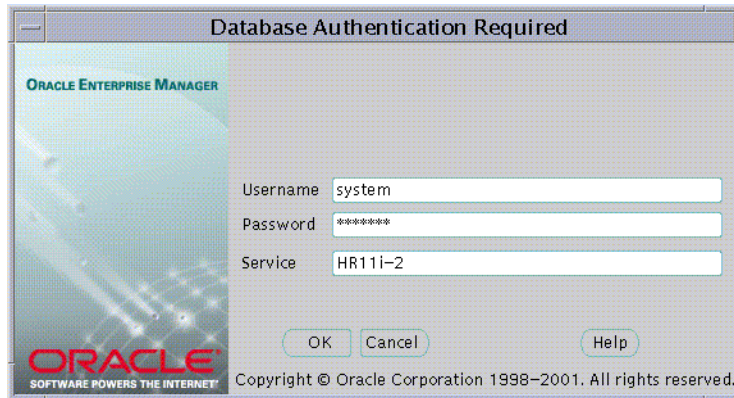 Database Authentication Required
ORACLE ENTERPRISE MANAGER
Username system
Password *******
Service HR11i-2
OK Cancel Help
ORACLE®
SOFTWARE POWERS THE INTERNET™
Copyright © Oracle Corporation 1998-2001. All rights reserved.